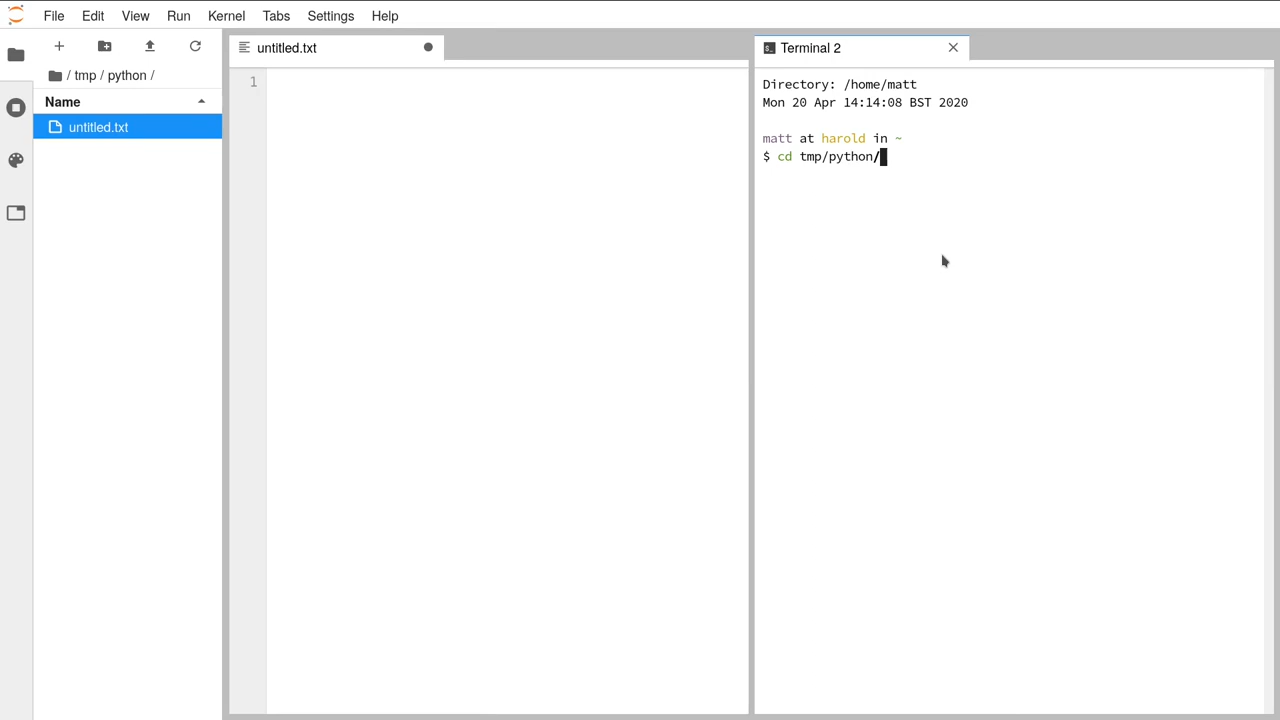 File Edit View Run Kernel Tabs Settings Help
/ tmp / python /
Name
untitled.txt
untitled.txt
1
Terminal 2
Directory: /home/matt
Mon 20 Apr 14:14:08 BST 2020
matt at harold in ~
$ cd tmp/python/